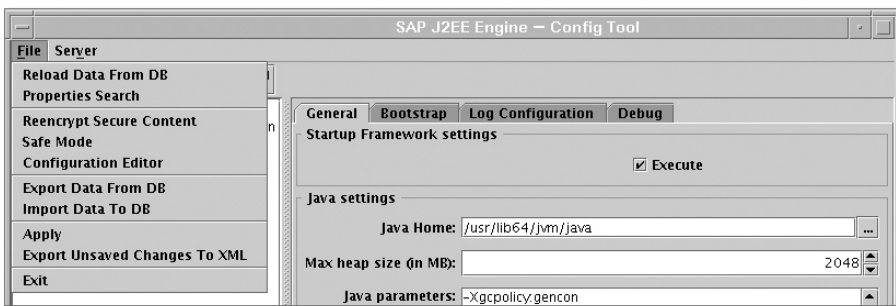 SAP J2EE Engine – Config Tool
File Server
Reload Data From DB
Properties Search
Reencrypt Secure Content
Safe Mode
Configuration Editor
Export Data From DB
Import Data To DB
Apply
Export Unsaved Changes To XML
Exit
n
General Bootstrap Log Configuration Debug
Startup Framework settings
Execute
Java settings
Java Home: /usr/lib64/jvm/java ...
Max heap size (in MB): 2048
Java parameters: -Xgcpolicy:gencon